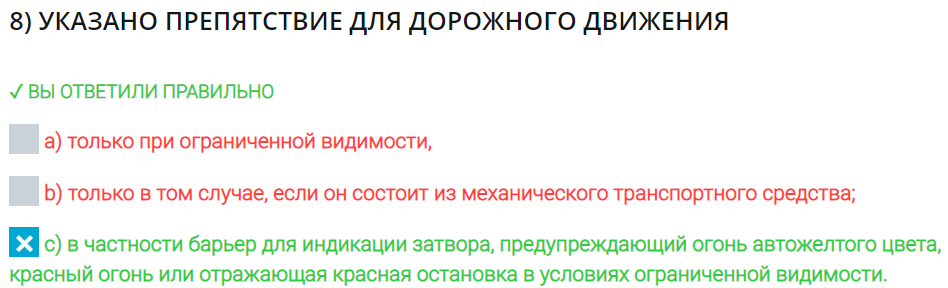 8) УКАЗАНО ПРЕПЯТСТВИЕ ДЛЯ ДОРОЖНОГО ДВИЖЕНИЯ
✓ ВЫ ОТВЕТИЛИ ПРАВИЛЬНО
a) только при ограниченной видимости,
b) только в том случае, если он состоит из механического транспортного средства;
c) в частности барьер для индикации затвора, предупреждающий огонь автожелтого цвета,
красный огонь или отражающая красная остановка в условиях ограниченной видимости.